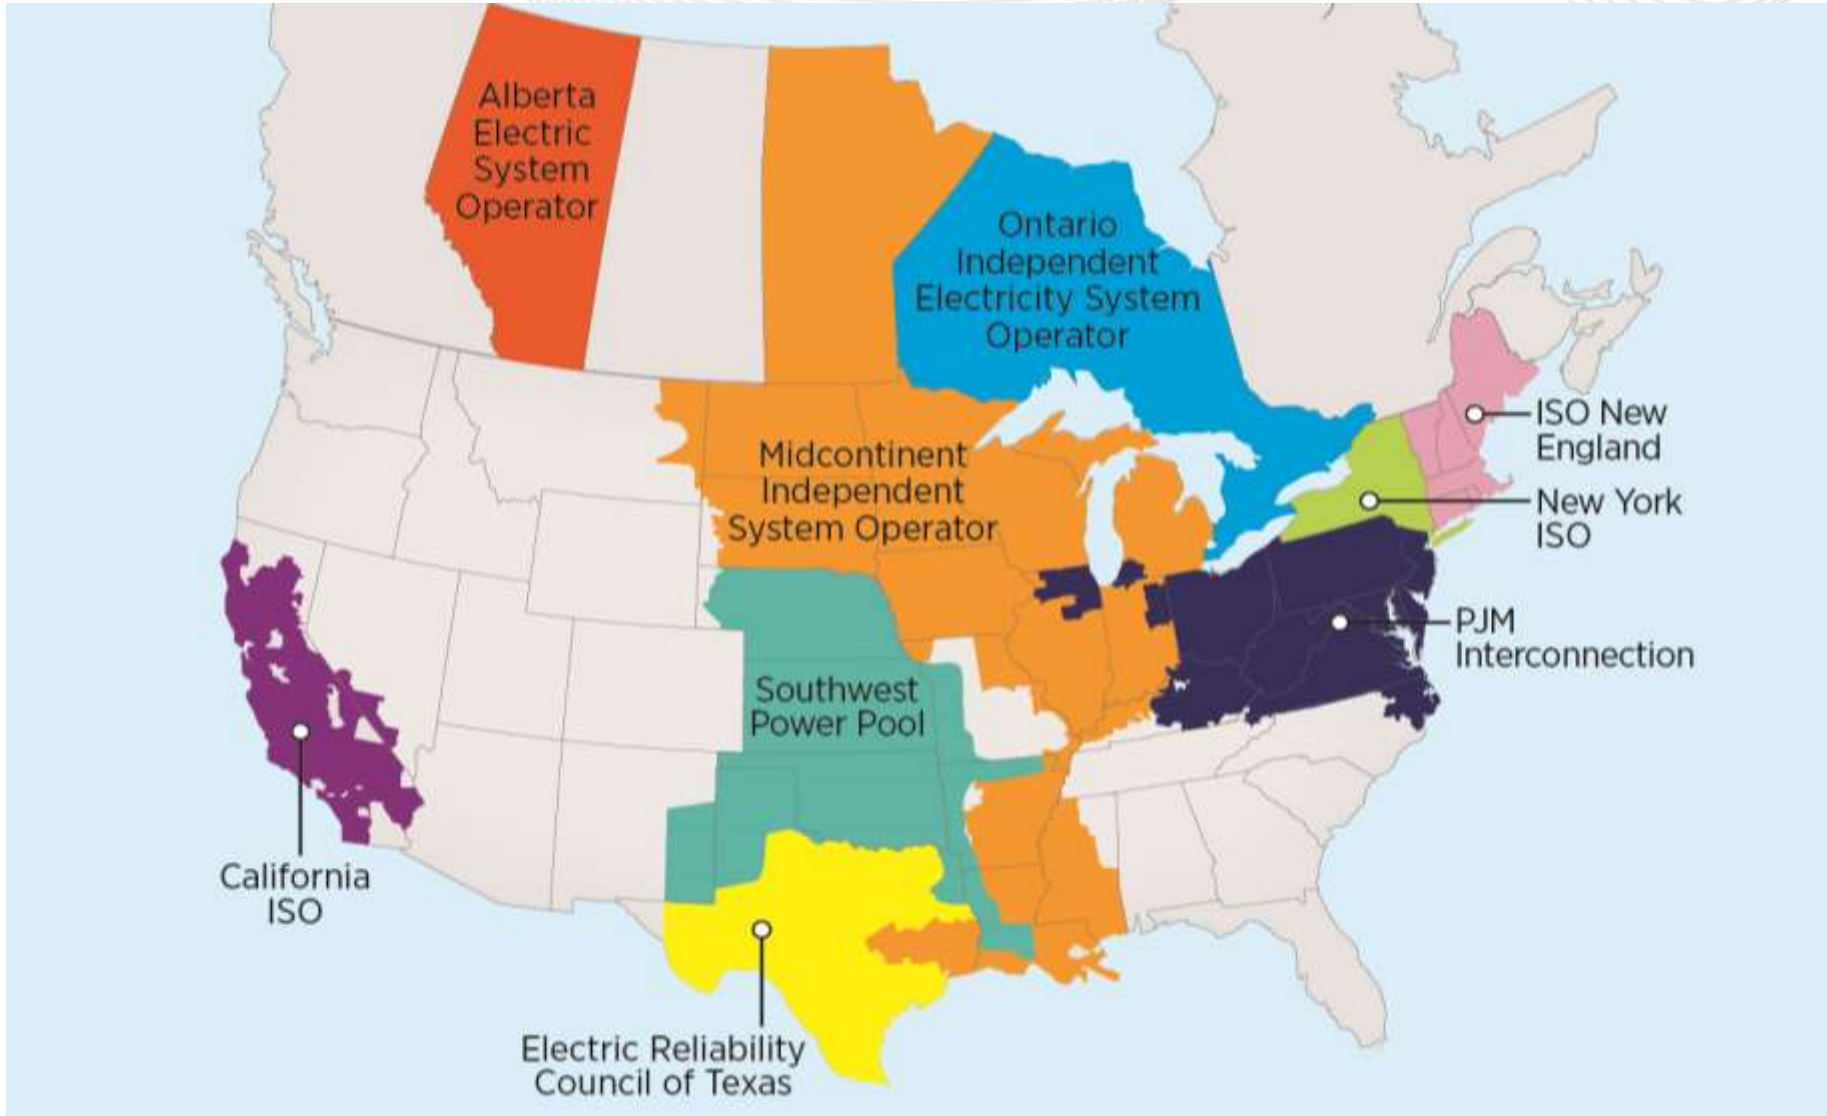 Alberta
Electric
System
Operator
Ontario
Independent
Electricity System
Operator
Midcontinent
Independent
System Operator
ISO New
England
New York
ISO
PJM
Interconnection
Southwest
Power Pool
California
ISO
Electric Reliability
Council of Texas